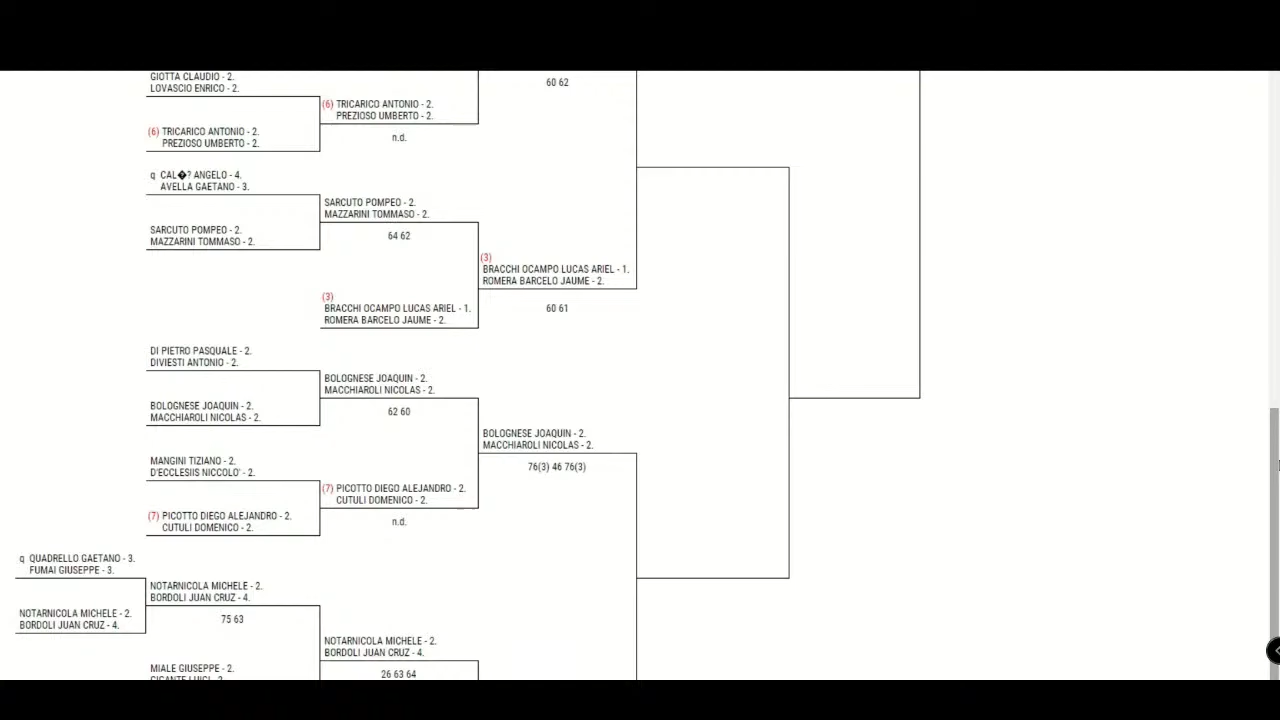 GIOTTA CLAUDIO - 2.
LOVASCIO ENRICO - 2.
60 62
(6) TRICARICO ANTONIO - 2.
PREZIOSO UMBERTO - 2.
(6) TRICARICO ANTONIO - 2.
PREZIOSO UMBERTO - 2.
n.d.
q CAL�? ANGELO - 4.
AVELLA GAETANO - 3.
SARCUTO POMPEO - 2.
MAZZARINI TOMMASO - 2.
SARCUTO POMPEO - 2.
MAZZARINI TOMMASO - 2.
64 62
(3)
BRACCHI OCAMPO LUCAS ARIEL - 1.
ROMERA BARCELO JAUME - 2.
(3)
BRACCHI OCAMPO LUCAS ARIEL - 1.
ROMERA BARCELO JAUME - 2.
60 61
DI PIETRO PASQUALE - 2.
DIVIESTI ANTONIO - 2.
BOLOGNESE JOAQUIN - 2.
MACCHIAROLI NICOLAS - 2.
BOLOGNESE JOAQUIN - 2.
MACCHIAROLI NICOLAS - 2.
62 60
BOLOGNESE JOAQUIN - 2.
MACCHIAROLI NICOLAS - 2.
76(3) 46 76(3)
MANGINI TIZIANO - 2.
D'ECCLESIIS NICCOLO' - 2.
(7) PICOTTO DIEGO ALEJANDRO - 2.
CUTULI DOMENICO - 2.
(7) PICOTTO DIEGO ALEJANDRO - 2.
CUTULI DOMENICO - 2.
n.d.
q QUADRELLO GAETANO - 3.
FUMAI GIUSEPPE - 3.
NOTARNICOLA MICHELE - 2.
BORDOLI JUAN CRUZ - 4.
NOTARNICOLA MICHELE - 2.
BORDOLI JUAN CRUZ - 4.
75 63
NOTARNICOLA MICHELE - 2.
BORDOLI JUAN CRUZ - 4.
26 63 64
MIALE GIUSEPPE - 2.
GIGANTE LUIGI - 2.